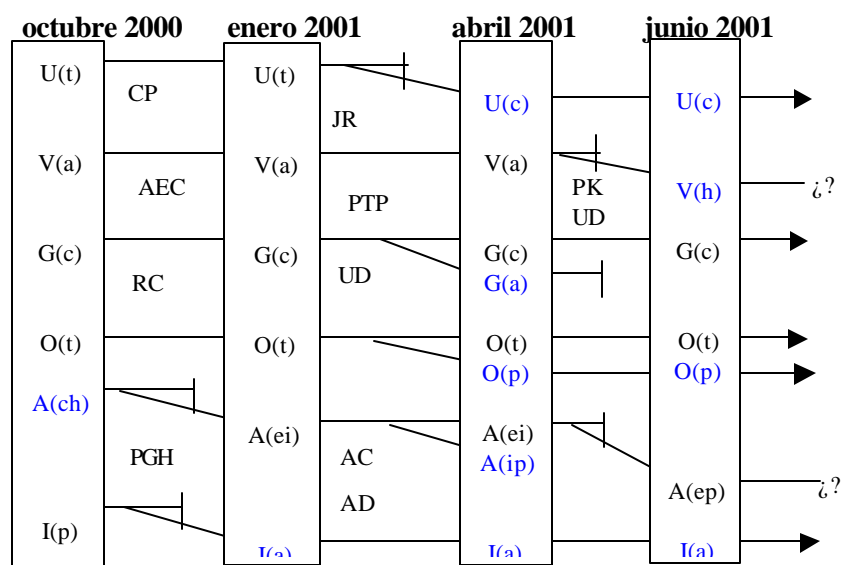 octubre 2000 enero 2001 abril 2001 junio 2001
U(t) U(t) U(c) U(c)
CP JR
V(a) V(a) V(a) V(h) ¿?
AEC PTP PK
UD
G(c) G(c) G(c) G(c)
RC UD G(a)
O(t) O(t) O(t) O(t)
O(p) O(p)
A(ch) A(ei) A(ei) A(ep) ¿?
PGH AC A(ip)
AD
I(p) I(a) I(a) I(a)